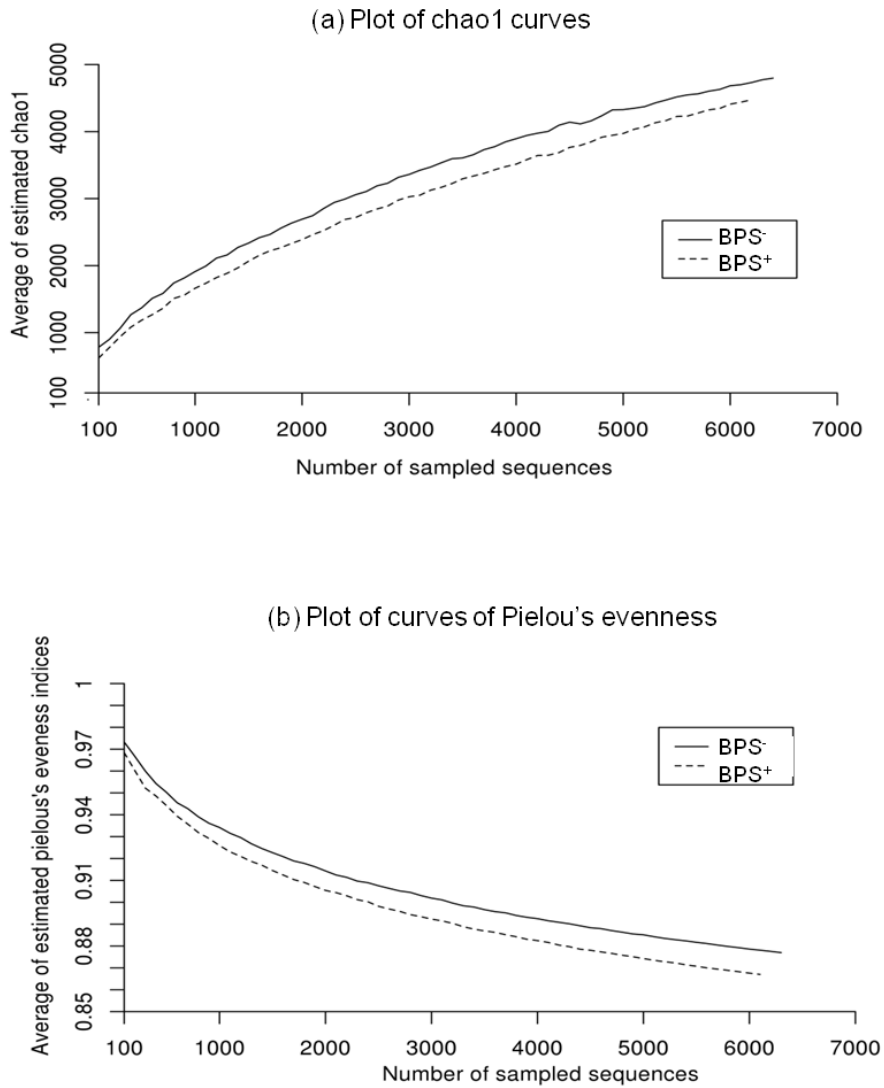 (a) Plot of chao1 curves
Average of estimated chao1
5000
4000
3000
2000
1000
100
BPS⁻
BPS⁺
100 1000 2000 3000 4000 5000 6000 7000
Number of sampled sequences
(b) Plot of curves of Pielou's evenness
Average of estimated pielou's eveness indices
1
0.97
0.94
0.91
0.88
0.85
BPS⁻
BPS⁺
100 1000 2000 3000 4000 5000 6000 7000
Number of sampled sequences